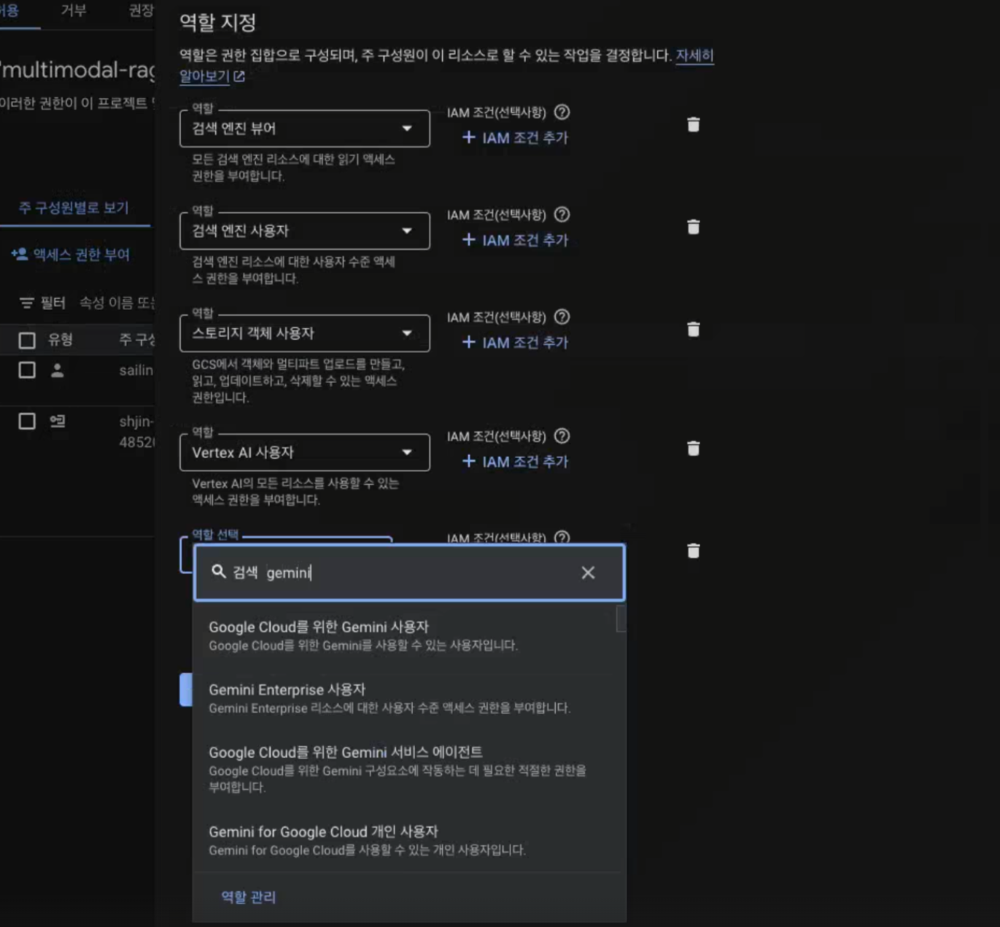 허용
거부
권장
'multimodal-rag
이러한 권한이 이 프로젝트 및
주 구성원별로 보기
액세스 권한 부여
필터 속성 이름 또는
유형
주 구성
sailin
shjin-
4852
역할 지정
역할은 권한 집합으로 구성되며, 주 구성원이 이 리소스로 할 수 있는 작업을 결정합니다. 자세히
알아보기
역할
검색 엔진 뷰어
모든 검색 엔진 리소스에 대한 읽기 액세스
권한을 부여합니다.
IAM 조건(선택사항)
+ IAM 조건 추가
역할
검색 엔진 사용자
검색 엔진 리소스에 대한 사용자 수준 액세
스 권한을 부여합니다.
IAM 조건(선택사항)
+ IAM 조건 추가
역할
스토리지 객체 사용자
GCS에서 객체와 멀티파트 업로드를 만들고,
읽고, 업데이트하고, 삭제할 수 있는 액세스
권한입니다.
IAM 조건(선택사항)
+ IAM 조건 추가
역할
Vertex AI 사용자
Vertex AI의 모든 리소스를 사용할 수 있는
액세스 권한을 부여합니다.
IAM 조건(선택사항)
+ IAM 조건 추가
역할 선택
IAM 조건(선택사항)
검색 gemini
Google Cloud를 위한 Gemini 사용자
Google Cloud를 위한 Gemini를 사용할 수 있는 사용자입니다.
Gemini Enterprise 사용자
Gemini Enterprise 리소스에 대한 사용자 수준 액세스 권한을 부여합니다.
Google Cloud를 위한 Gemini 서비스 에이전트
Google Cloud를 위한 Gemini 구성요소에 작동하는 데 필요한 적절한 권한을
부여합니다.
Gemini for Google Cloud 개인 사용자
Gemini for Google Cloud를 사용할 수 있는 개인 사용자입니다.
역할 관리